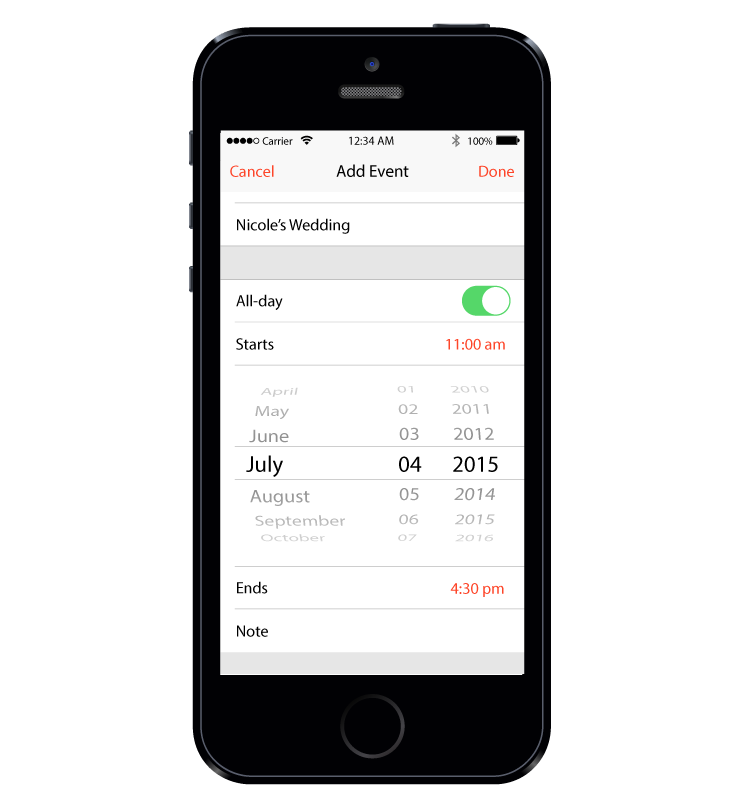 Carrier 12:34 AM 100%
Cancel Add Event Done
Nicole's Wedding
All-day
Starts 11:00 am
April 01 2010
May 02 2011
June 03 2012
July 04 2015
August 05 2014
September 06 2015
October 07 2016
Ends 4:30 pm
Note